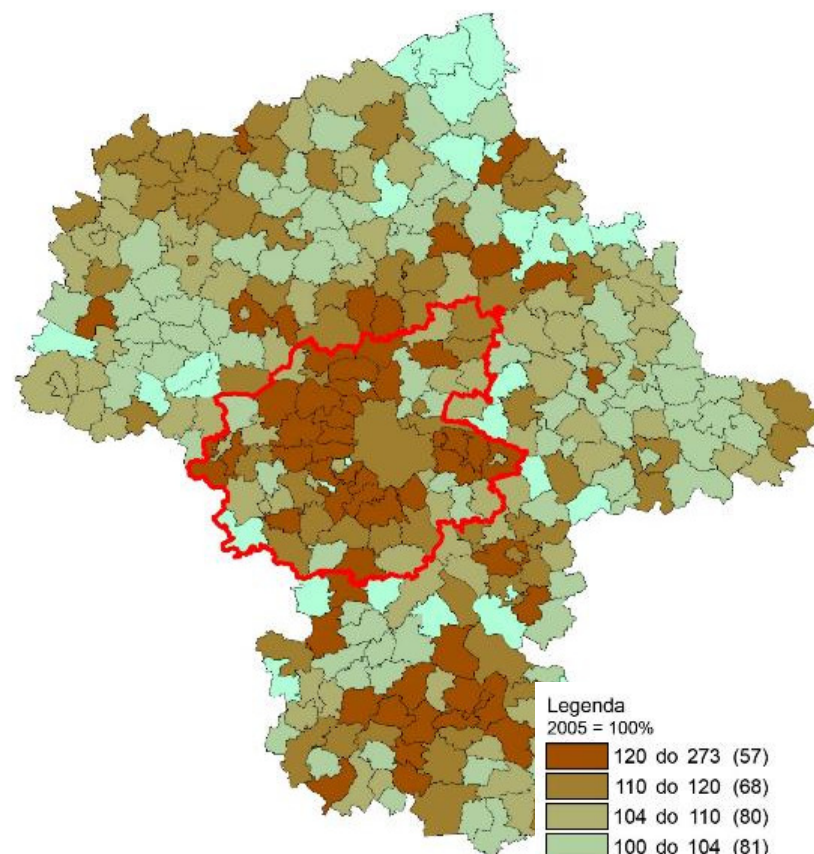 Legenda
2005 = 100%
120 do 273 (57)
110 do 120 (68)
104 do 110 (80)
100 do 104 (81)